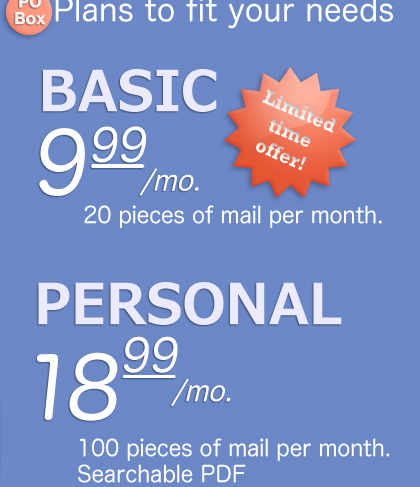 PO
Box
Plans to fit your needs
BASIC
9 99
/mo.
Limited
time
offer!
20 pieces of mail per month.
PERSONAL
18 99
/mo.
100 pieces of mail per month.
Searchable PDF